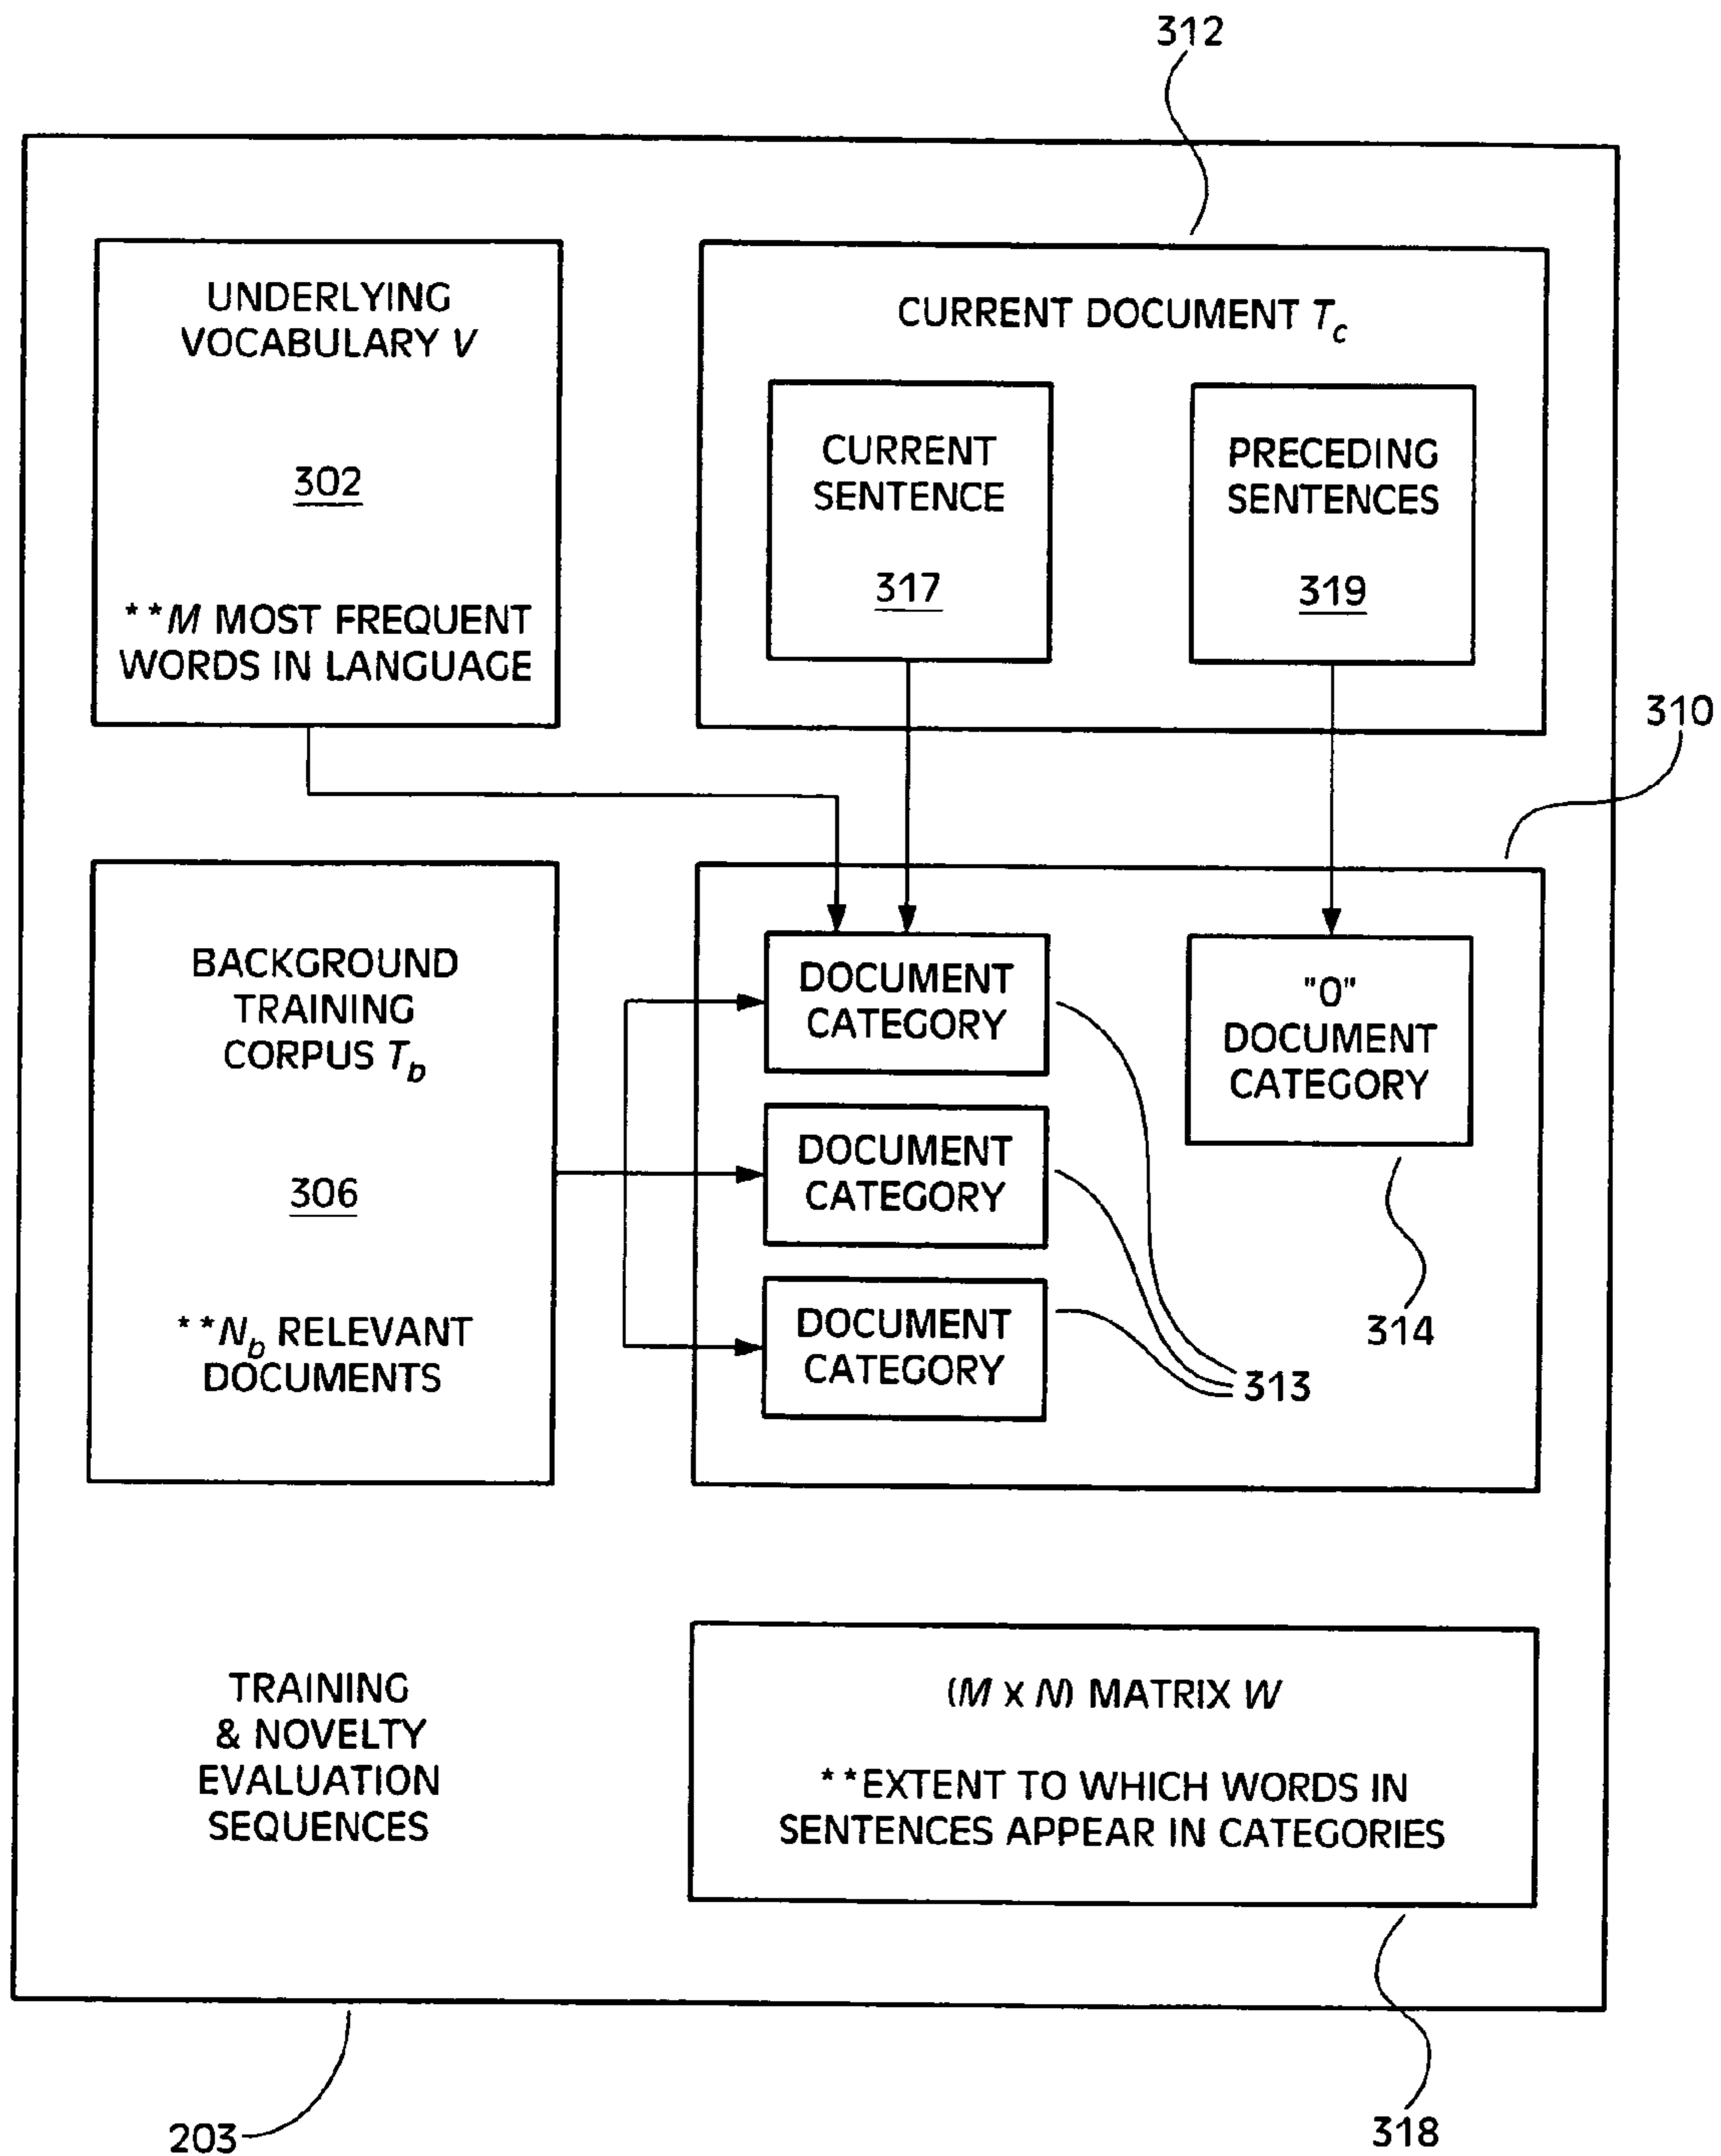 312
UNDERLYING
VOCABULARY V
302
**M MOST FREQUENT
WORDS IN LANGUAGE
CURRENT DOCUMENT Tc
CURRENT
SENTENCE
317
PRECEDING
SENTENCES
319
310
BACKGROUND
TRAINING
CORPUS Tb
306
**Nb RELEVANT
DOCUMENTS
DOCUMENT
CATEGORY
DOCUMENT
CATEGORY
DOCUMENT
CATEGORY
"0"
DOCUMENT
CATEGORY
314
313
TRAINING
& NOVELTY
EVALUATION
SEQUENCES
(M X N) MATRIX W
**EXTENT TO WHICH WORDS IN
SENTENCES APPEAR IN CATEGORIES
203
318